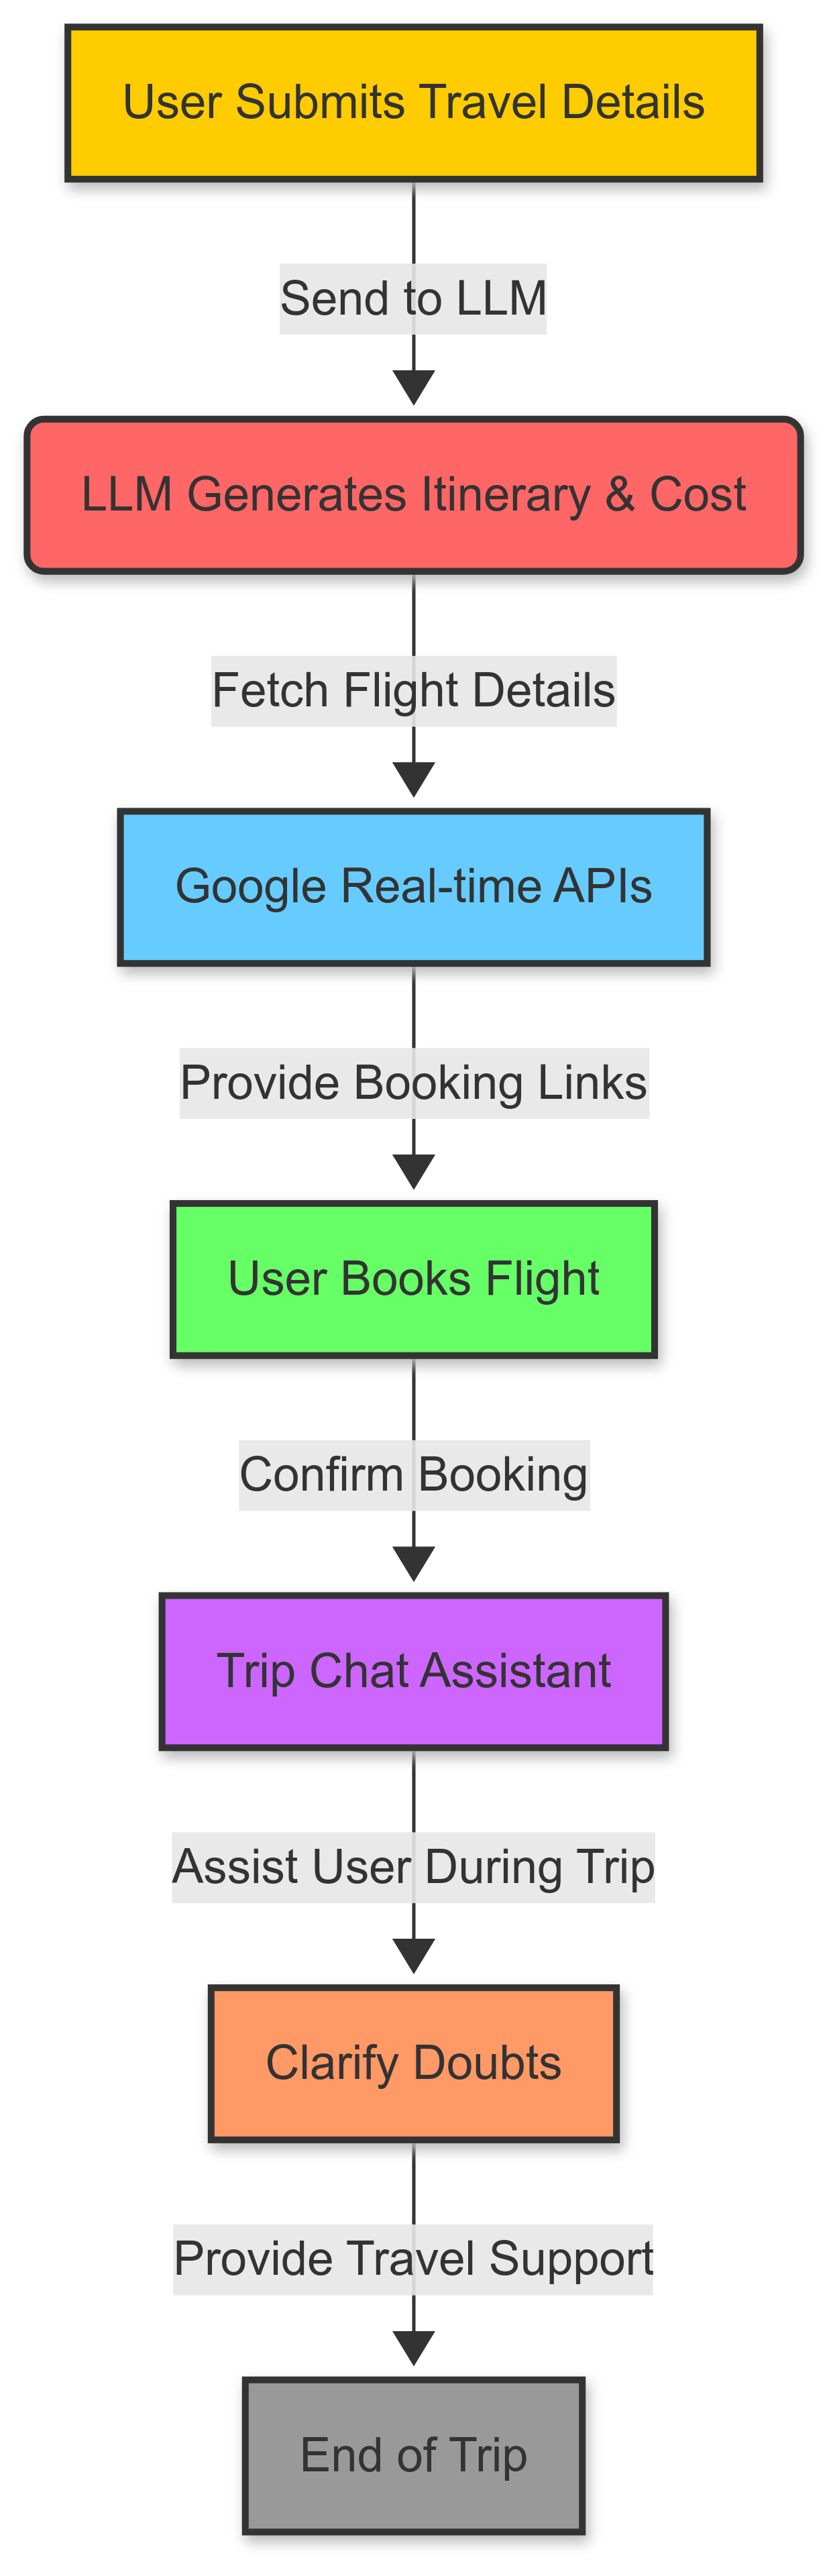 User Submits Travel Details
Send to LLM
LLM Generates Itinerary & Cost
Fetch Flight Details
Google Real-time APIs
Provide Booking Links
User Books Flight
Confirm Booking
Trip Chat Assistant
Assist User During Trip
Clarify Doubts
Provide Travel Support
End of Trip